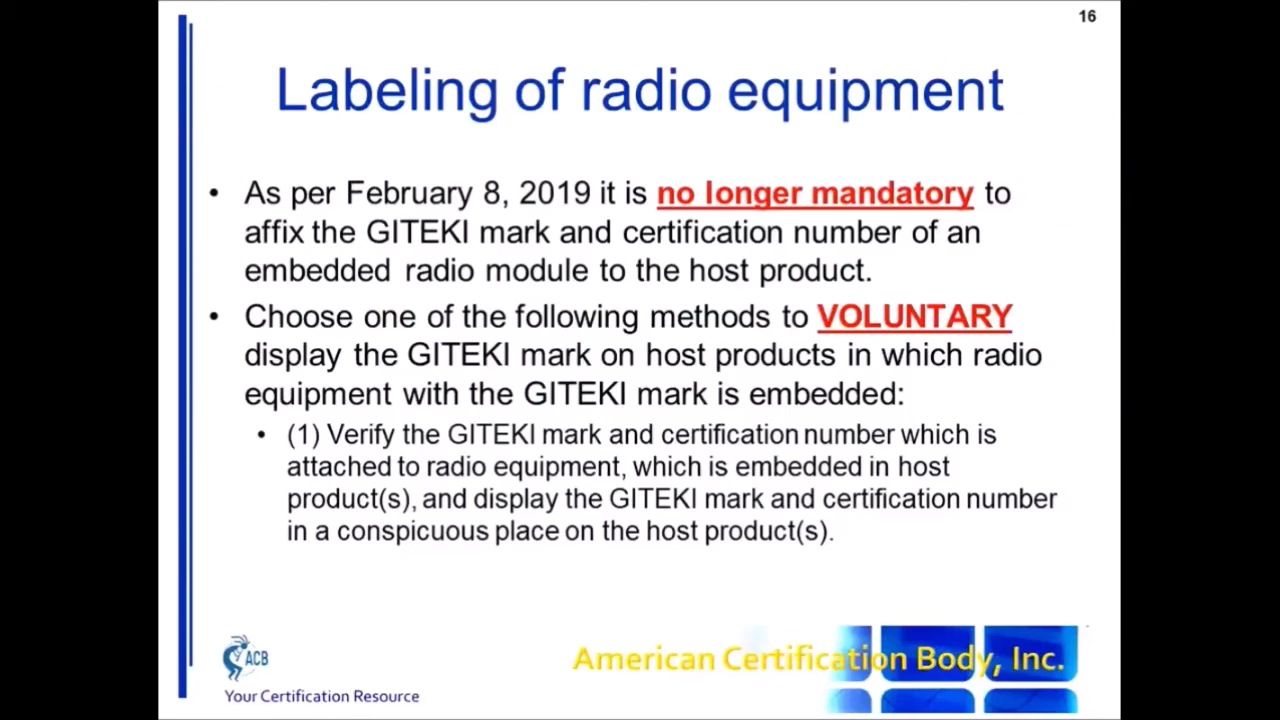 16
Labeling of radio equipment
• As per February 8, 2019 it is no longer mandatory to
affix the GITEKI mark and certification number of an
embedded radio module to the host product.
• Choose one of the following methods to VOLUNTARY
display the GITEKI mark on host products in which radio
equipment with the GITEKI mark is embedded:
• (1) Verify the GITEKI mark and certification number which is
attached to radio equipment, which is embedded in host
product(s), and display the GITEKI mark and certification number
in a conspicuous place on the host product(s).
ACB
American Certification Body, Inc.
Your Certification Resource